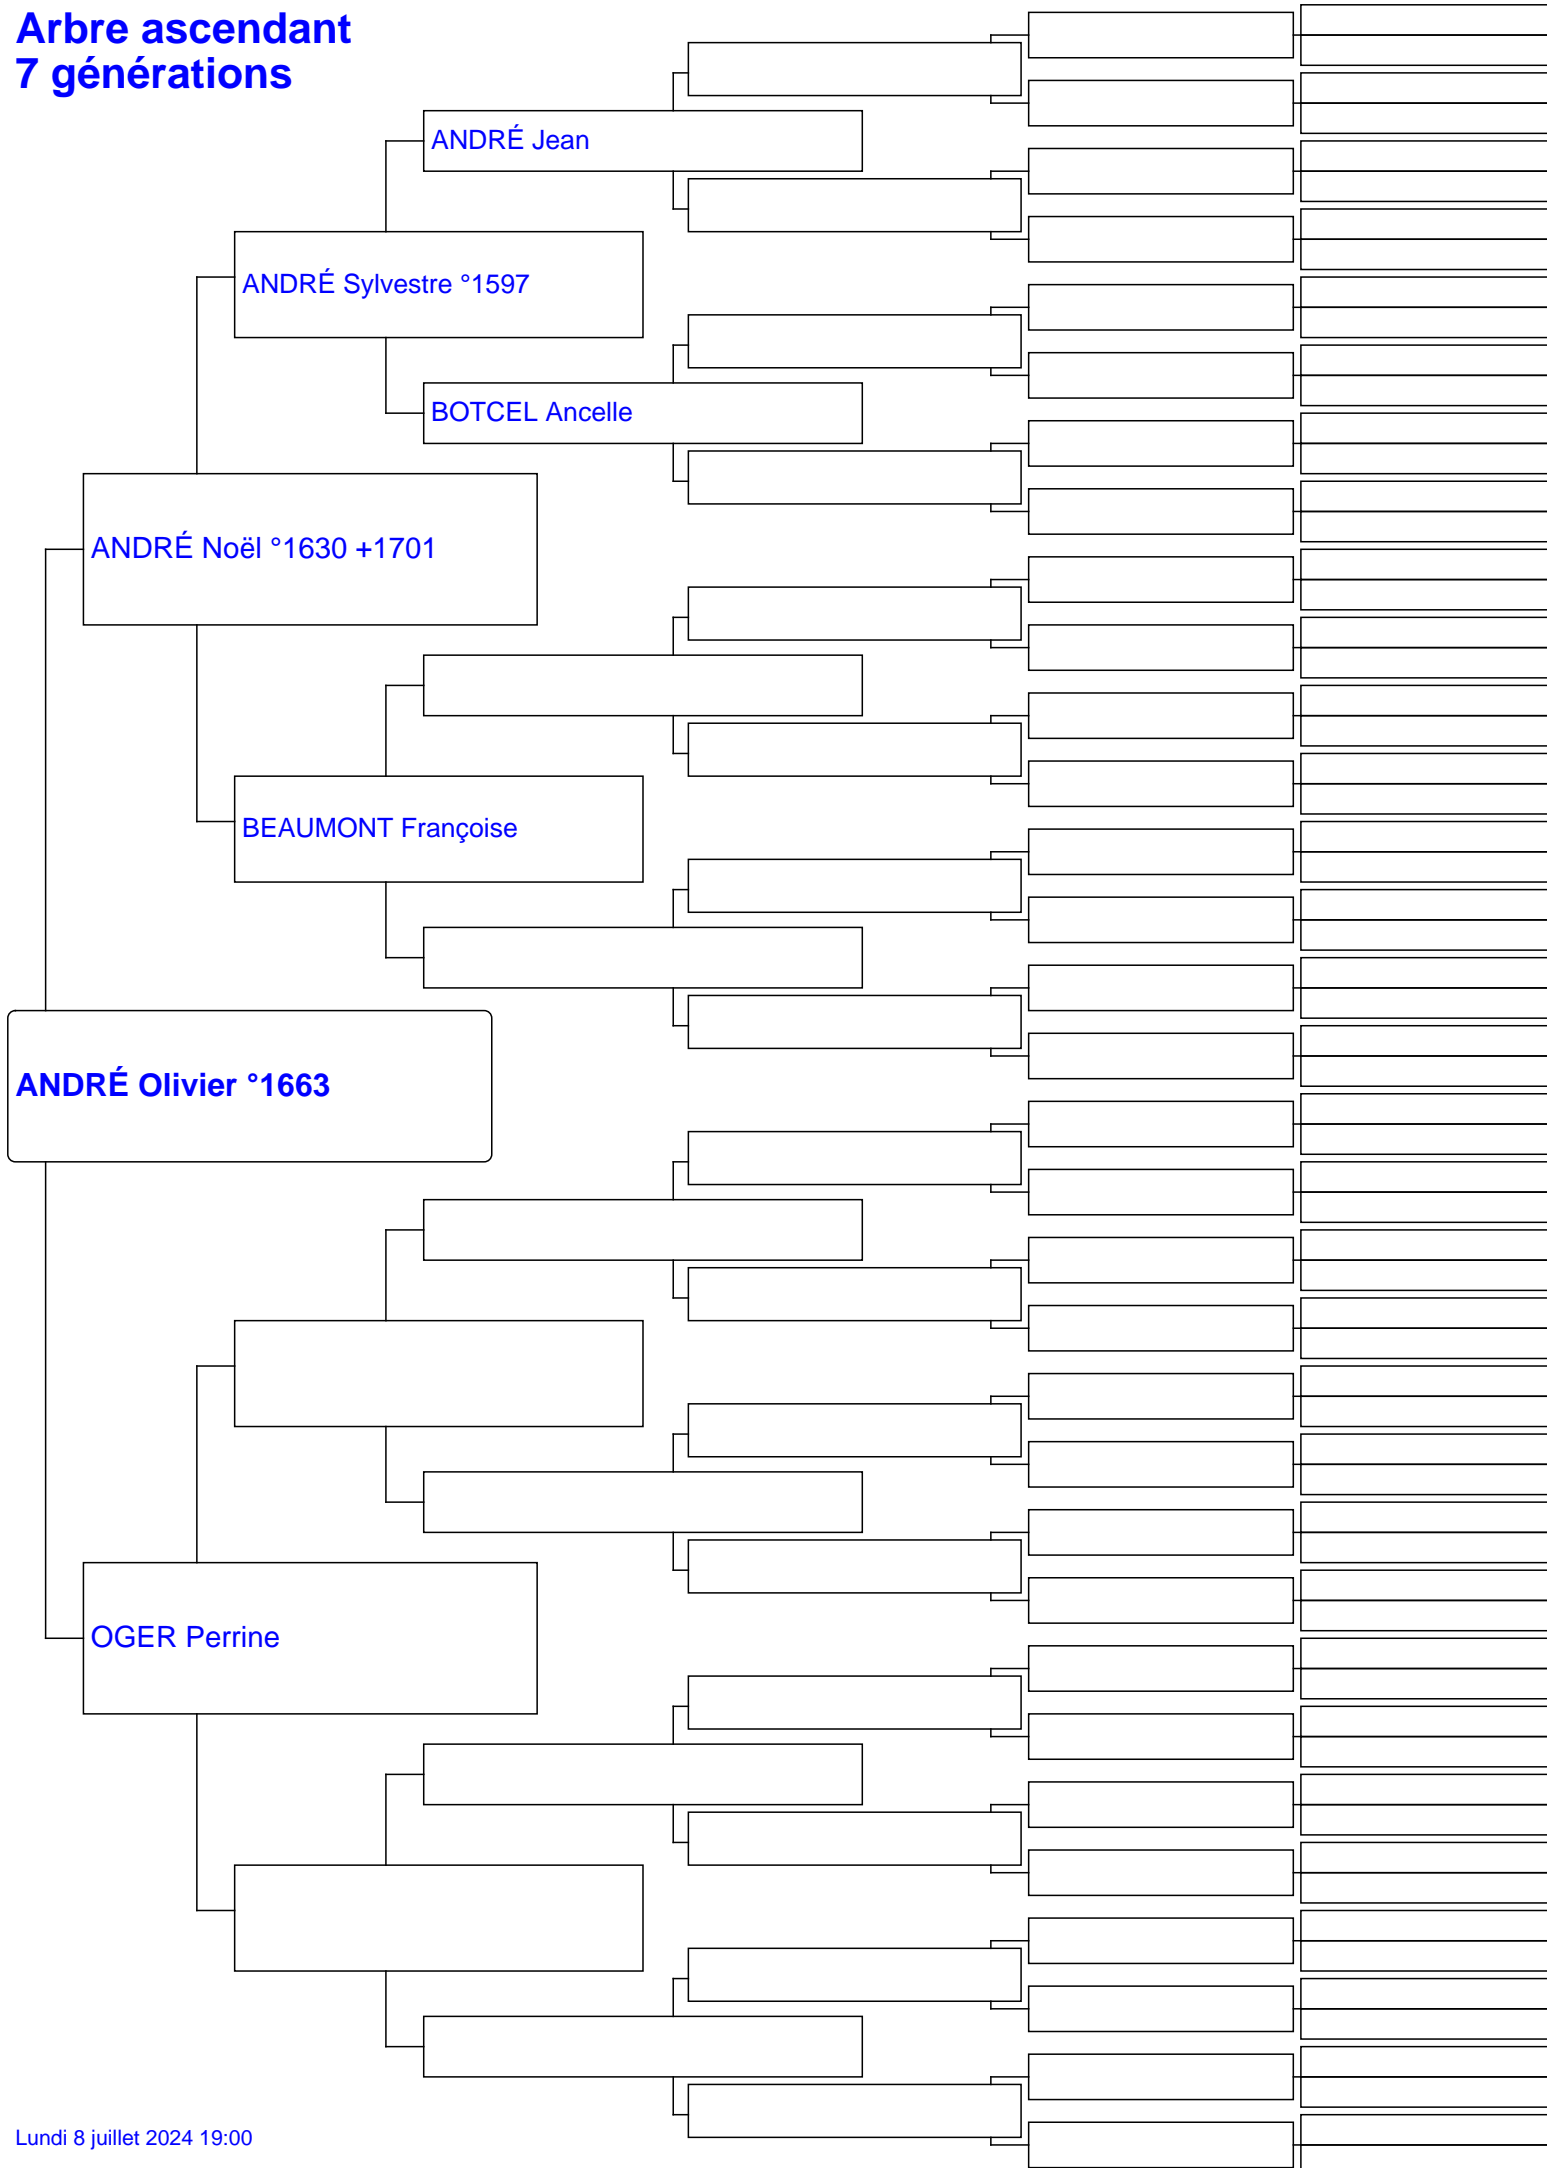 Arbre ascendant
7 générations
ANDRÉ Jean
ANDRÉ Sylvestre °1597
BOTCEL Ancelle
ANDRÉ Noël °1630 +1701
BEAUMONT Françoise
ANDRÉ Olivier °1663
OGER Perrine
Lundi 8 juillet 2024 19:00